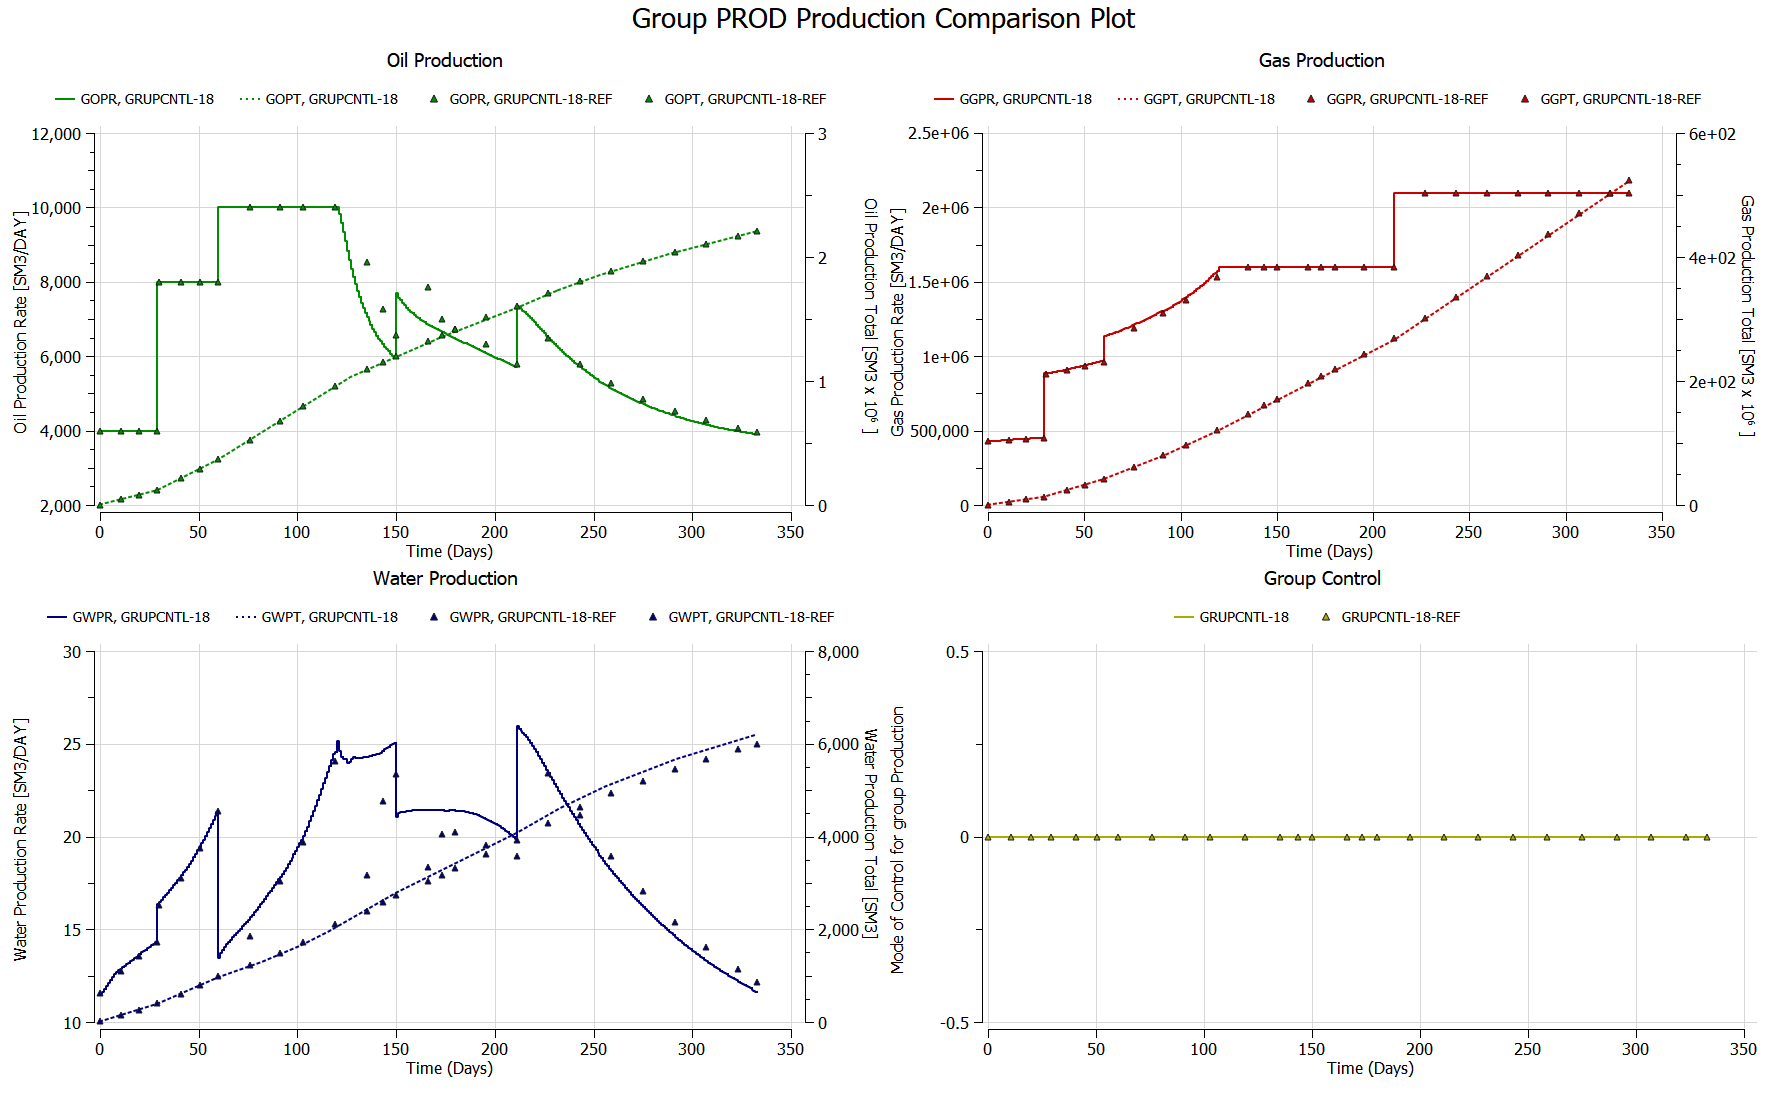 Group PROD Production Comparison Plot
Oil Production
GOPR, GRUPCNTL-18 GOPT, GRUPCNTL-18 GOPR, GRUPCNTL-18-REF GOPT, GRUPCNTL-18-REF
12,000
10,000
8,000
6,000
4,000
2,000
Oil Production Rate [SM3/DAY]
3
2
1
0
Oil Production Total [SM3 x 10⁶ ]
0 50 100 150 200 250 300 350
Time (Days)
Gas Production
GGPR, GRUPCNTL-18 GGPT, GRUPCNTL-18 GGPR, GRUPCNTL-18-REF GGPT, GRUPCNTL-18-REF
2.5e+06
2e+06
1.5e+06
1e+06
500,000
0
Gas Production Rate [SM3/DAY]
6e+02
4e+02
2e+02
0
Gas Production Total [SM3 x 10⁶ ]
0 50 100 150 200 250 300 350
Time (Days)
Water Production
GWPR, GRUPCNTL-18 GWPT, GRUPCNTL-18 GWPR, GRUPCNTL-18-REF GWPT, GRUPCNTL-18-REF
30
25
20
15
10
Water Production Rate [SM3/DAY]
8,000
6,000
4,000
2,000
0
Water Production Total [SM3]
0 50 100 150 200 250 300 350
Time (Days)
Group Control
GRUPCNTL-18 GRUPCNTL-18-REF
0.5
0
-0.5
Mode of Control for group Production
0 50 100 150 200 250 300 350
Time (Days)